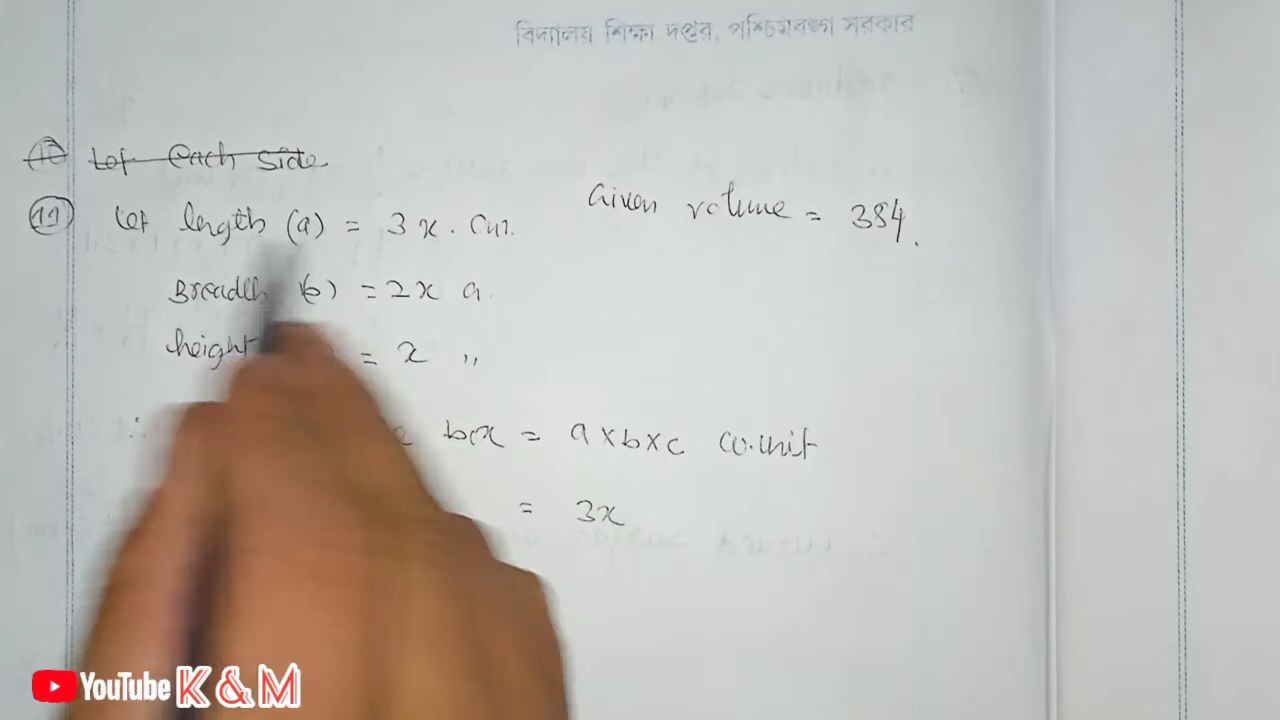 বিদ্যালয় শিক্ষা দপ্তর, পশ্চিমবঙ্গ সরকার
10 Let each side
11 Let length (a) = 3x. cm.
Given volume = 384.
Breadth (b) = 2x
height = x "
∴ box = a×b×c cu.unit
= 3x
YouTube K & M